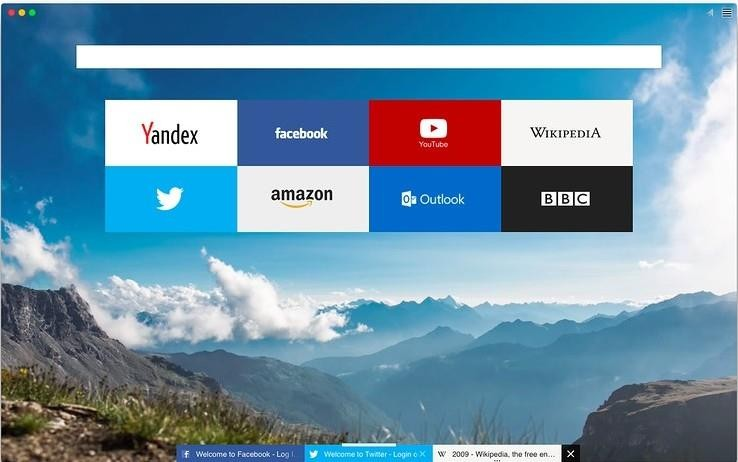 Yandex
facebook
YouTube
WIKIPEDIA
amazon
Outlook
BBC
Welcome to Facebook - Log
Welcome to Twitter - Login o
W 2009 - Wikipedia, the free en...